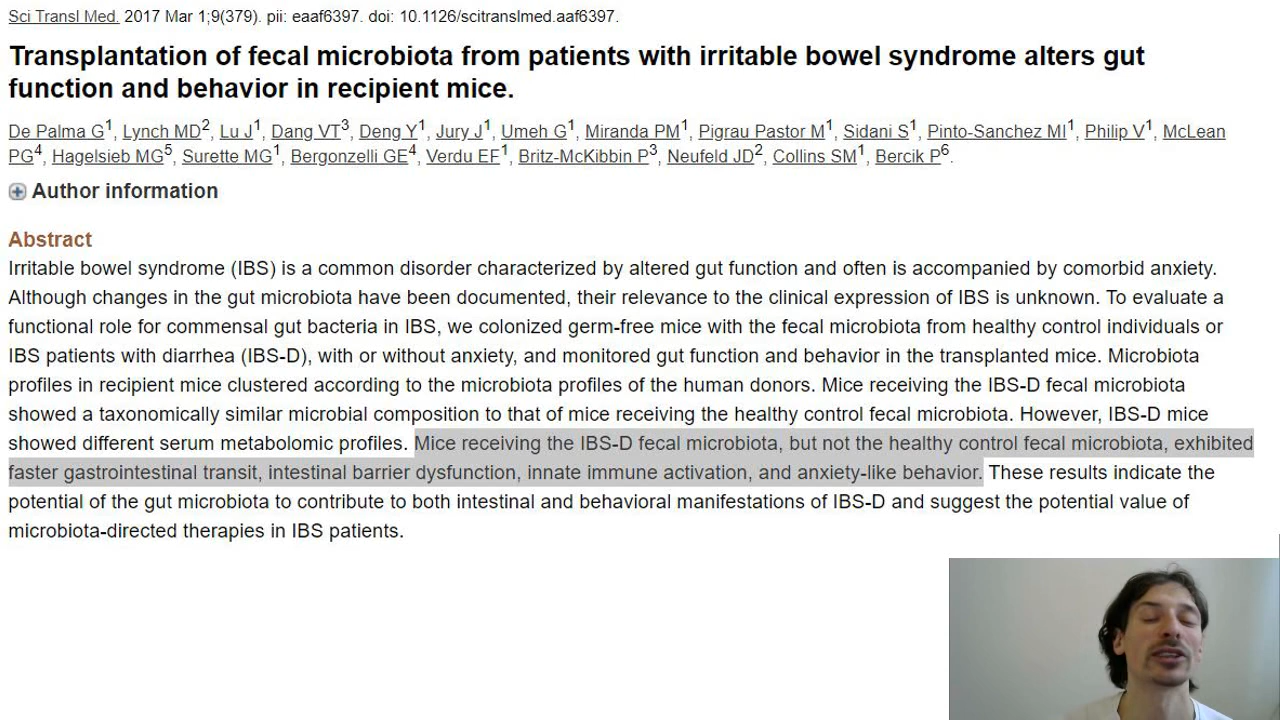 Sci Transl Med. 2017 Mar 1;9(379). pii: eaaf6397. doi: 10.1126/scitranslmed.aaf6397.
Transplantation of fecal microbiota from patients with irritable bowel syndrome alters gut
function and behavior in recipient mice.
De Palma G1, Lynch MD2, Lu J1, Dang VT3, Deng Y1, Jury J1, Umeh G1, Miranda PM1, Pigrau Pastor M1, Sidani S1, Pinto-Sanchez MI1, Philip V1, McLean
PG4, Hagelsieb MG5, Surette MG1, Bergonzelli GE4, Verdu EF1, Britz-McKibbin P3, Neufeld JD2, Collins SM1, Bercik P6.
Author information
Abstract
Irritable bowel syndrome (IBS) is a common disorder characterized by altered gut function and often is accompanied by comorbid anxiety.
Although changes in the gut microbiota have been documented, their relevance to the clinical expression of IBS is unknown. To evaluate a
functional role for commensal gut bacteria in IBS, we colonized germ-free mice with the fecal microbiota from healthy control individuals or
IBS patients with diarrhea (IBS-D), with or without anxiety, and monitored gut function and behavior in the transplanted mice. Microbiota
profiles in recipient mice clustered according to the microbiota profiles of the human donors. Mice receiving the IBS-D fecal microbiota
showed a taxonomically similar microbial composition to that of mice receiving the healthy control fecal microbiota. However, IBS-D mice
showed different serum metabolomic profiles. Mice receiving the IBS-D fecal microbiota, but not the healthy control fecal microbiota, exhibited
faster gastrointestinal transit, intestinal barrier dysfunction, innate immune activation, and anxiety-like behavior. These results indicate the
potential of the gut microbiota to contribute to both intestinal and behavioral manifestations of IBS-D and suggest the potential value of
microbiota-directed therapies in IBS patients.